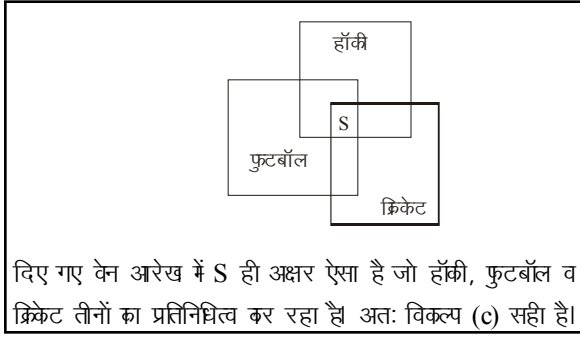 हॉकी
S
फुटबॉल
क्रिकेट
दिए गए वेन आरेख में S ही अक्षर ऐसा है जो हॉकी, फुटबॉल व
क्रिकेट तीनों का प्रतिनिधित्व कर रहा है। अतः विकल्प (c) सही है।